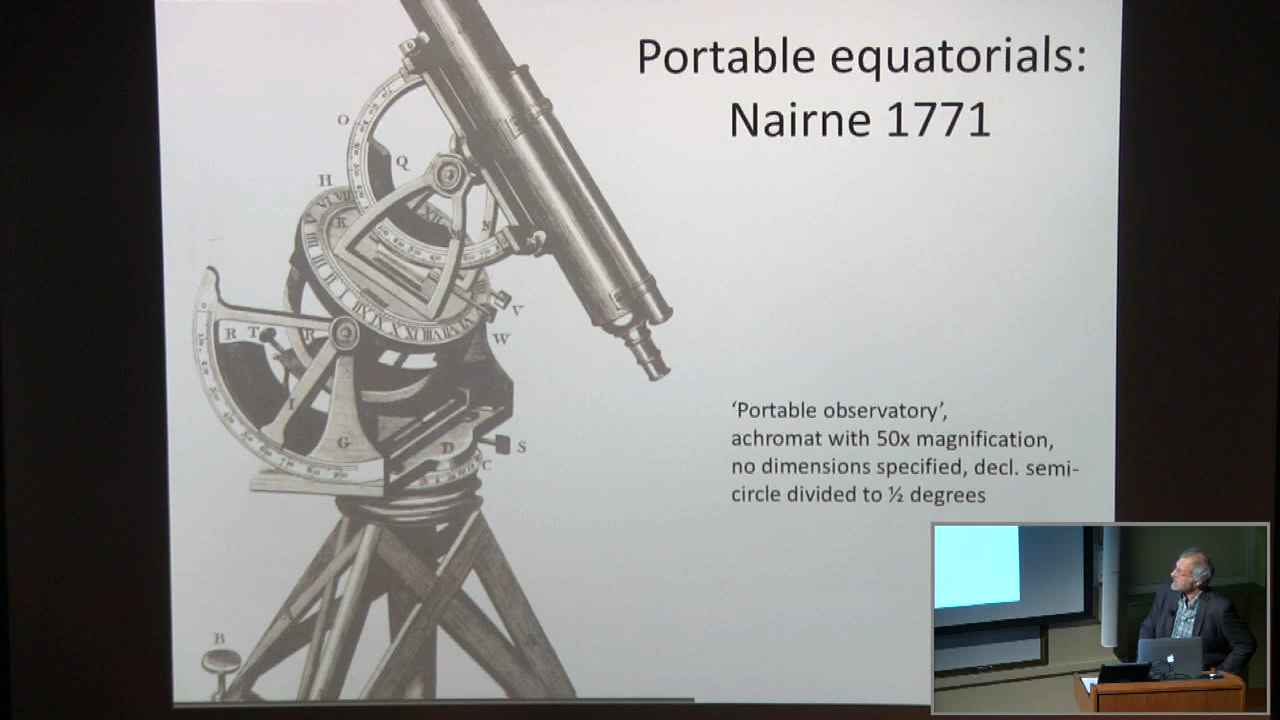 Portable equatorials:
Nairne 1771
O
Q
H
K
N
V
W
R T R
I
G
D
S
C
B
'Portable observatory',
achromat with 50x magnification,
no dimensions specified, decl. semi-
circle divided to ½ degrees